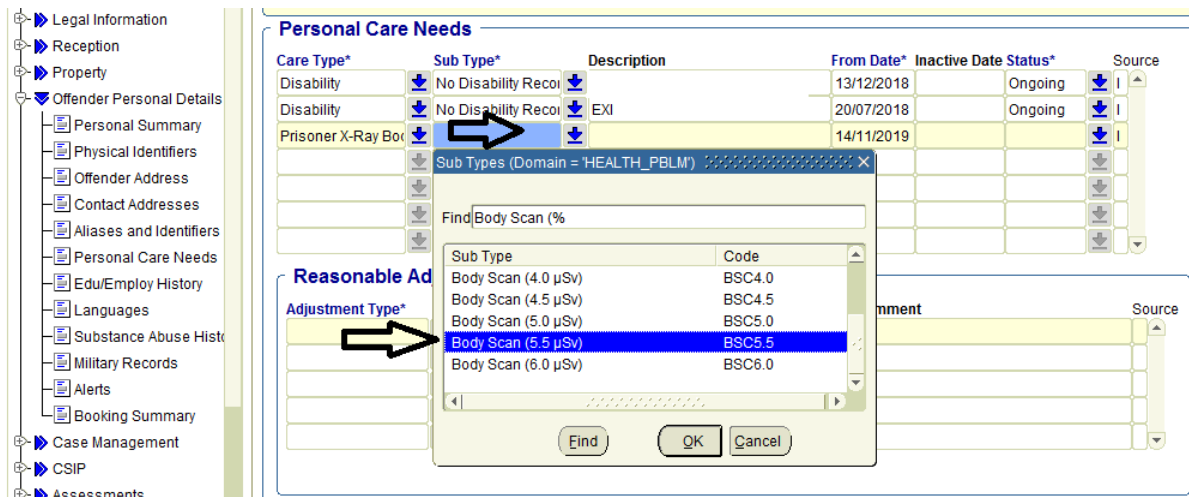 Legal Information
Reception
Property
Offender Personal Details
Personal Summary
Physical Identifiers
Offender Address
Contact Addresses
Aliases and Identifiers
Personal Care Needs
Edu/Employ History
Languages
Substance Abuse Histo
Military Records
Alerts
Booking Summary
Case Management
CSIP
Assessments
Personal Care Needs
Care Type* Sub Type* Description From Date* Inactive Date Status* Source
Disability No Disability Recor 13/12/2018 Ongoing I
Disability No Disability Recor EXI 20/07/2018 Ongoing I
Prisoner X-Ray Boc 14/11/2019 I
Sub Types (Domain = 'HEALTH_PBLM')
Find Body Scan (%
Sub Type Code
Body Scan (4.0 µSv) BSC4.0
Body Scan (4.5 µSv) BSC4.5
Body Scan (5.0 µSv) BSC5.0
Body Scan (5.5 µSv) BSC5.5
Body Scan (6.0 µSv) BSC6.0
Find OK Cancel
Reasonable Ad
Adjustment Type* mment Source